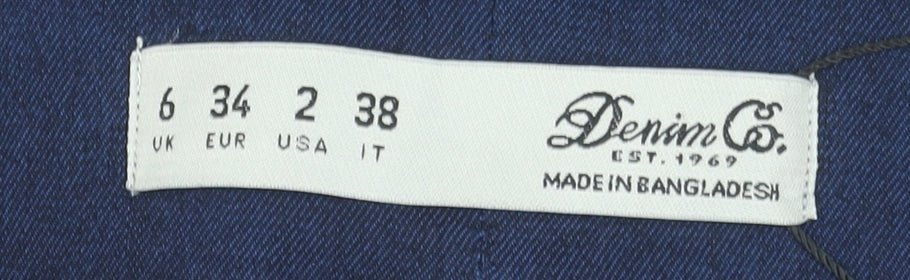 6 34 2 38
UK EUR USA IT
Denim Co.
EST. 1969
MADE IN BANGLADESH